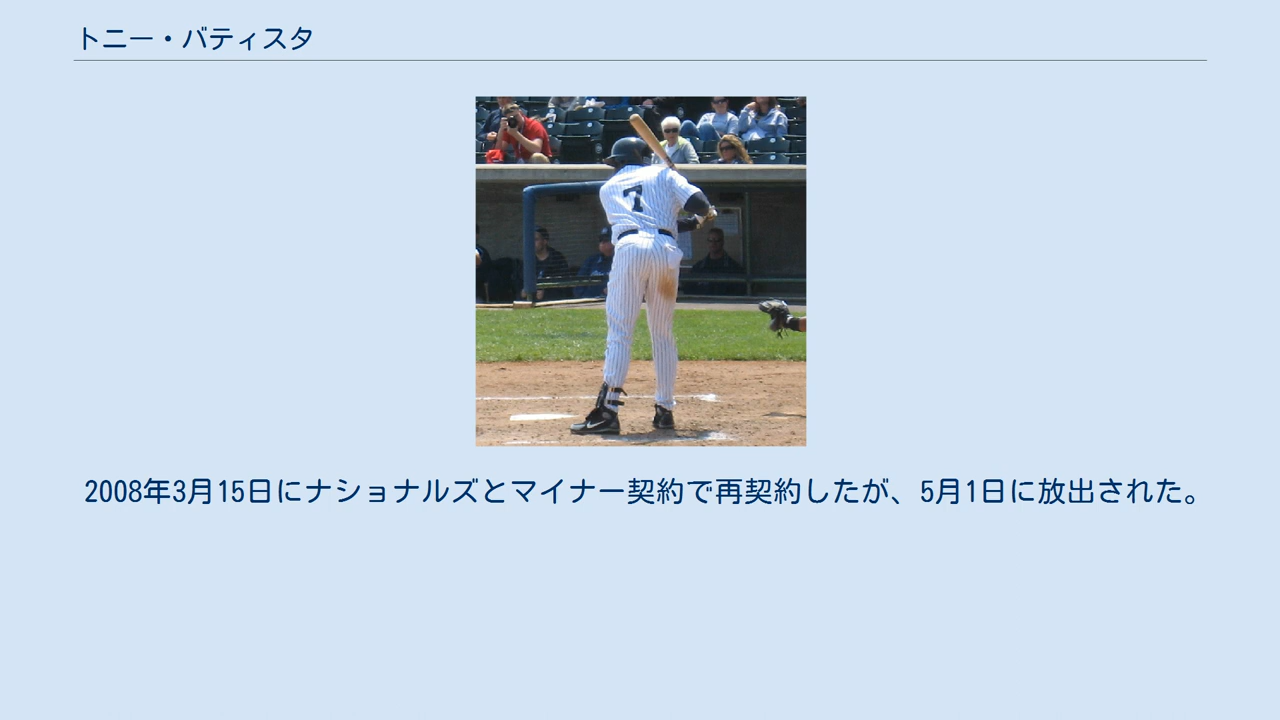 トニー・バティスタ
7
2008年3月15日にナショナルズとマイナー契約で再契約したが、5月1日に放出された。